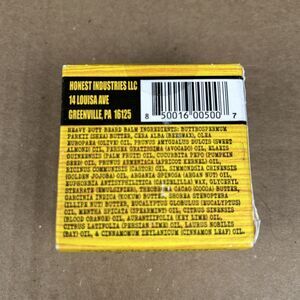 HONEST INDUSTRIES LLC
14 LOUISA AVE
GREENVILLE, PA 16125
8 50016 00500 7
HEAVY DUTY BEARD BALM INGREDIENTS: BUTYROSPERMUM
PARKII (SHEA) BUTTER, CERA ALBA (BEESWAX), OLEA
EUROPAEA (OLIVE) OIL, PRUNUS AMYGDALUS DULCIS (SWEET
ALMOND) OIL, PERSEA GRATISSIMA (AVOCADO) OIL, ELAEIS
GUINEENSIS (PALM FRUIT) OIL, CUCURBITA PEPO (PUMPKIN
SEED) OIL, PRUNUS ARMENIACA (APRICOT KERNEL) OIL,
RICINUS COMMUNIS (CASTOR) OIL, SIMMONDSIA CHINENSIS
(GOLDEN JOJOBA) OIL, ARGANIA SPINOSA (ARGAN NUT) OIL,
EUPHORBIA ANTISYPHILITICA (CANDELILLA) WAX, GLYCERYL
STEARATE (EMULSIFIER), THEOBROMA CACAO (COCOA) BUTTER,
GARCINIA INDICA (KOKUM) BUTTER, SHOREA STENOPTERA
(ILLIPE NUT) BUTTER, EUCALYPTUS GLOBULUS (EUCALYPTUS)
OIL, MENTHA SPICATA (SPEARMINT) OIL, CITRUS SINENSIS
(BLOOD ORANGE) OIL, AURANTIFOLIA (KEY LIME) OIL,
CITRUS LATIFOLIA (PERSIAN LIME) OIL, LAURUS NOBILIS
(BAY) OIL, & CINNAMOMUM ZEYLANICUM (CINNAMON LEAF) OIL.